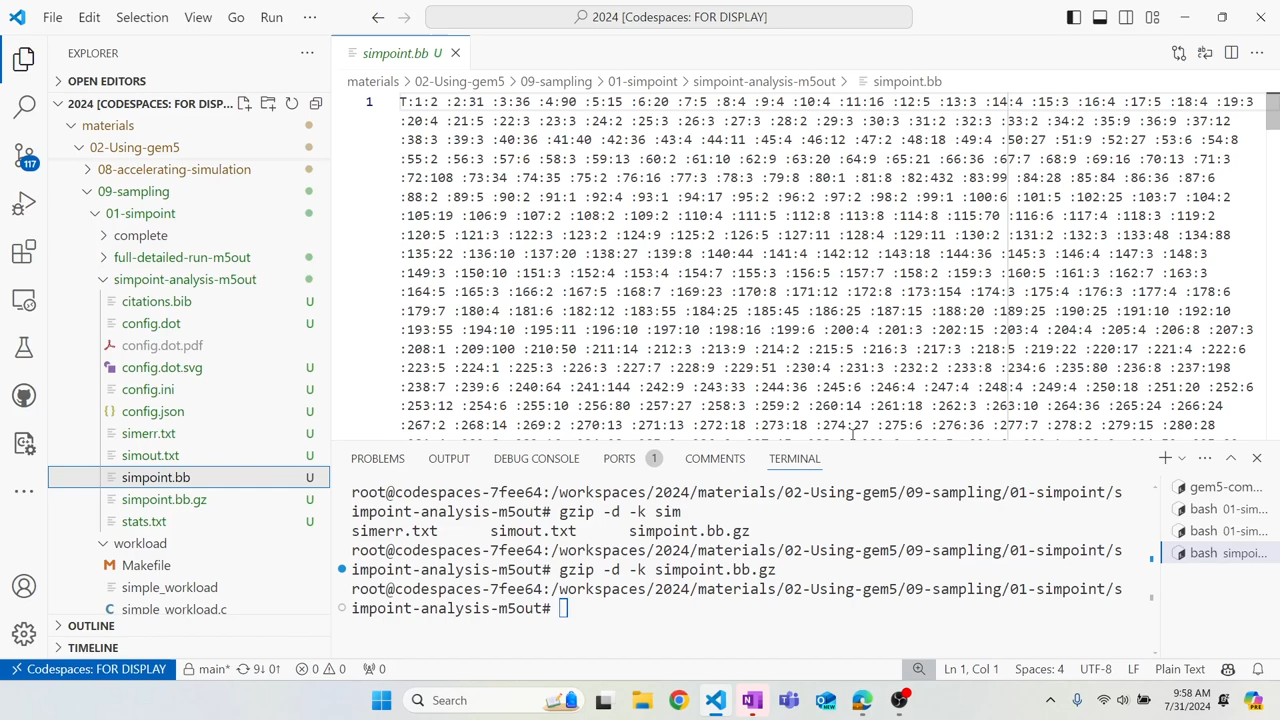 File Edit Selection View Go Run ··· 2024 [Codespaces: FOR DISPLAY]
EXPLORER
OPEN EDITORS
2024 [CODESPACES: FOR DISP...
materials
02-Using-gem5
08-accelerating-simulation
09-sampling
01-simpoint
complete
full-detailed-run-m5out
simpoint-analysis-m5out
citations.bib U
config.dot U
config.dot.pdf
config.dot.svg U
config.ini U
config.json U
simerr.txt U
simout.txt U
simpoint.bb U
simpoint.bb.gz U
stats.txt U
workload
Makefile
simple_workload
simple_workload.c
OUTLINE
TIMELINE
117
simpoint.bb U
materials > 02-Using-gem5 > 09-sampling > 01-simpoint > simpoint-analysis-m5out > simpoint.bb
1 T:1:2 :2:31 :3:36 :4:90 :5:15 :6:20 :7:5 :8:4 :9:4 :10:4 :11:16 :12:5 :13:3 :14:4 :15:3 :16:4 :17:5 :18:4 :19:3
:20:4 :21:5 :22:3 :23:3 :24:2 :25:3 :26:3 :27:3 :28:2 :29:3 :30:3 :31:2 :32:3 :33:2 :34:2 :35:9 :36:9 :37:12
:38:3 :39:3 :40:36 :41:40 :42:36 :43:4 :44:11 :45:4 :46:12 :47:2 :48:18 :49:4 :50:27 :51:9 :52:27 :53:6 :54:8
:55:2 :56:3 :57:6 :58:3 :59:13 :60:2 :61:10 :62:9 :63:20 :64:9 :65:21 :66:36 :67:7 :68:9 :69:16 :70:13 :71:3
:72:108 :73:34 :74:35 :75:2 :76:16 :77:3 :78:3 :79:8 :80:1 :81:8 :82:432 :83:99 :84:28 :85:84 :86:36 :87:6
:88:2 :89:5 :90:2 :91:1 :92:4 :93:1 :94:17 :95:2 :96:2 :97:2 :98:2 :99:1 :100:6 :101:5 :102:25 :103:7 :104:2
:105:19 :106:9 :107:2 :108:2 :109:2 :110:4 :111:5 :112:8 :113:8 :114:8 :115:70 :116:6 :117:4 :118:3 :119:2
:120:5 :121:3 :122:3 :123:2 :124:9 :125:2 :126:5 :127:11 :128:4 :129:11 :130:2 :131:2 :132:3 :133:48 :134:88
:135:22 :136:10 :137:20 :138:27 :139:8 :140:44 :141:4 :142:12 :143:18 :144:36 :145:3 :146:4 :147:3 :148:3
:149:3 :150:10 :151:3 :152:4 :153:4 :154:7 :155:3 :156:5 :157:7 :158:2 :159:3 :160:5 :161:3 :162:7 :163:3
:164:5 :165:3 :166:2 :167:5 :168:7 :169:23 :170:8 :171:12 :172:8 :173:154 :174:3 :175:4 :176:3 :177:4 :178:6
:179:7 :180:4 :181:6 :182:12 :183:55 :184:25 :185:45 :186:25 :187:15 :188:20 :189:25 :190:25 :191:10 :192:10
:193:55 :194:10 :195:11 :196:10 :197:10 :198:16 :199:6 :200:4 :201:3 :202:15 :203:4 :204:4 :205:4 :206:8 :207:3
:208:1 :209:100 :210:50 :211:14 :212:3 :213:9 :214:2 :215:5 :216:3 :217:3 :218:5 :219:22 :220:17 :221:4 :222:6
:223:5 :224:1 :225:3 :226:3 :227:7 :228:9 :229:51 :230:4 :231:3 :232:2 :233:8 :234:6 :235:80 :236:8 :237:198
:238:7 :239:6 :240:64 :241:144 :242:9 :243:33 :244:36 :245:6 :246:4 :247:4 :248:4 :249:4 :250:18 :251:20 :252:6
:253:12 :254:6 :255:10 :256:80 :257:27 :258:3 :259:2 :260:14 :261:18 :262:3 :263:10 :264:36 :265:24 :266:24
:267:2 :268:14 :269:2 :270:13 :271:13 :272:18 :273:18 :274:27 :275:6 :276:36 :277:7 :278:2 :279:15 :280:28
PROBLEMS OUTPUT DEBUG CONSOLE PORTS 1 COMMENTS TERMINAL
root@codespaces-7fee64:/workspaces/2024/materials/02-Using-gem5/09-sampling/01-simpoint/s
impoint-analysis-m5out# gzip -d -k sim
simerr.txt simout.txt simpoint.bb.gz
root@codespaces-7fee64:/workspaces/2024/materials/02-Using-gem5/09-sampling/01-simpoint/s
impoint-analysis-m5out# gzip -d -k simpoint.bb.gz
root@codespaces-7fee64:/workspaces/2024/materials/02-Using-gem5/09-sampling/01-simpoint/s
impoint-analysis-m5out#
gem5-com...
bash 01-sim...
bash 01-sim...
bash simpoi...
Codespaces: FOR DISPLAY main* 9↓ 0↑ 0 0 0 Ln 1, Col 1 Spaces: 4 UTF-8 LF Plain Text
Search
9:58 AM
7/31/2024